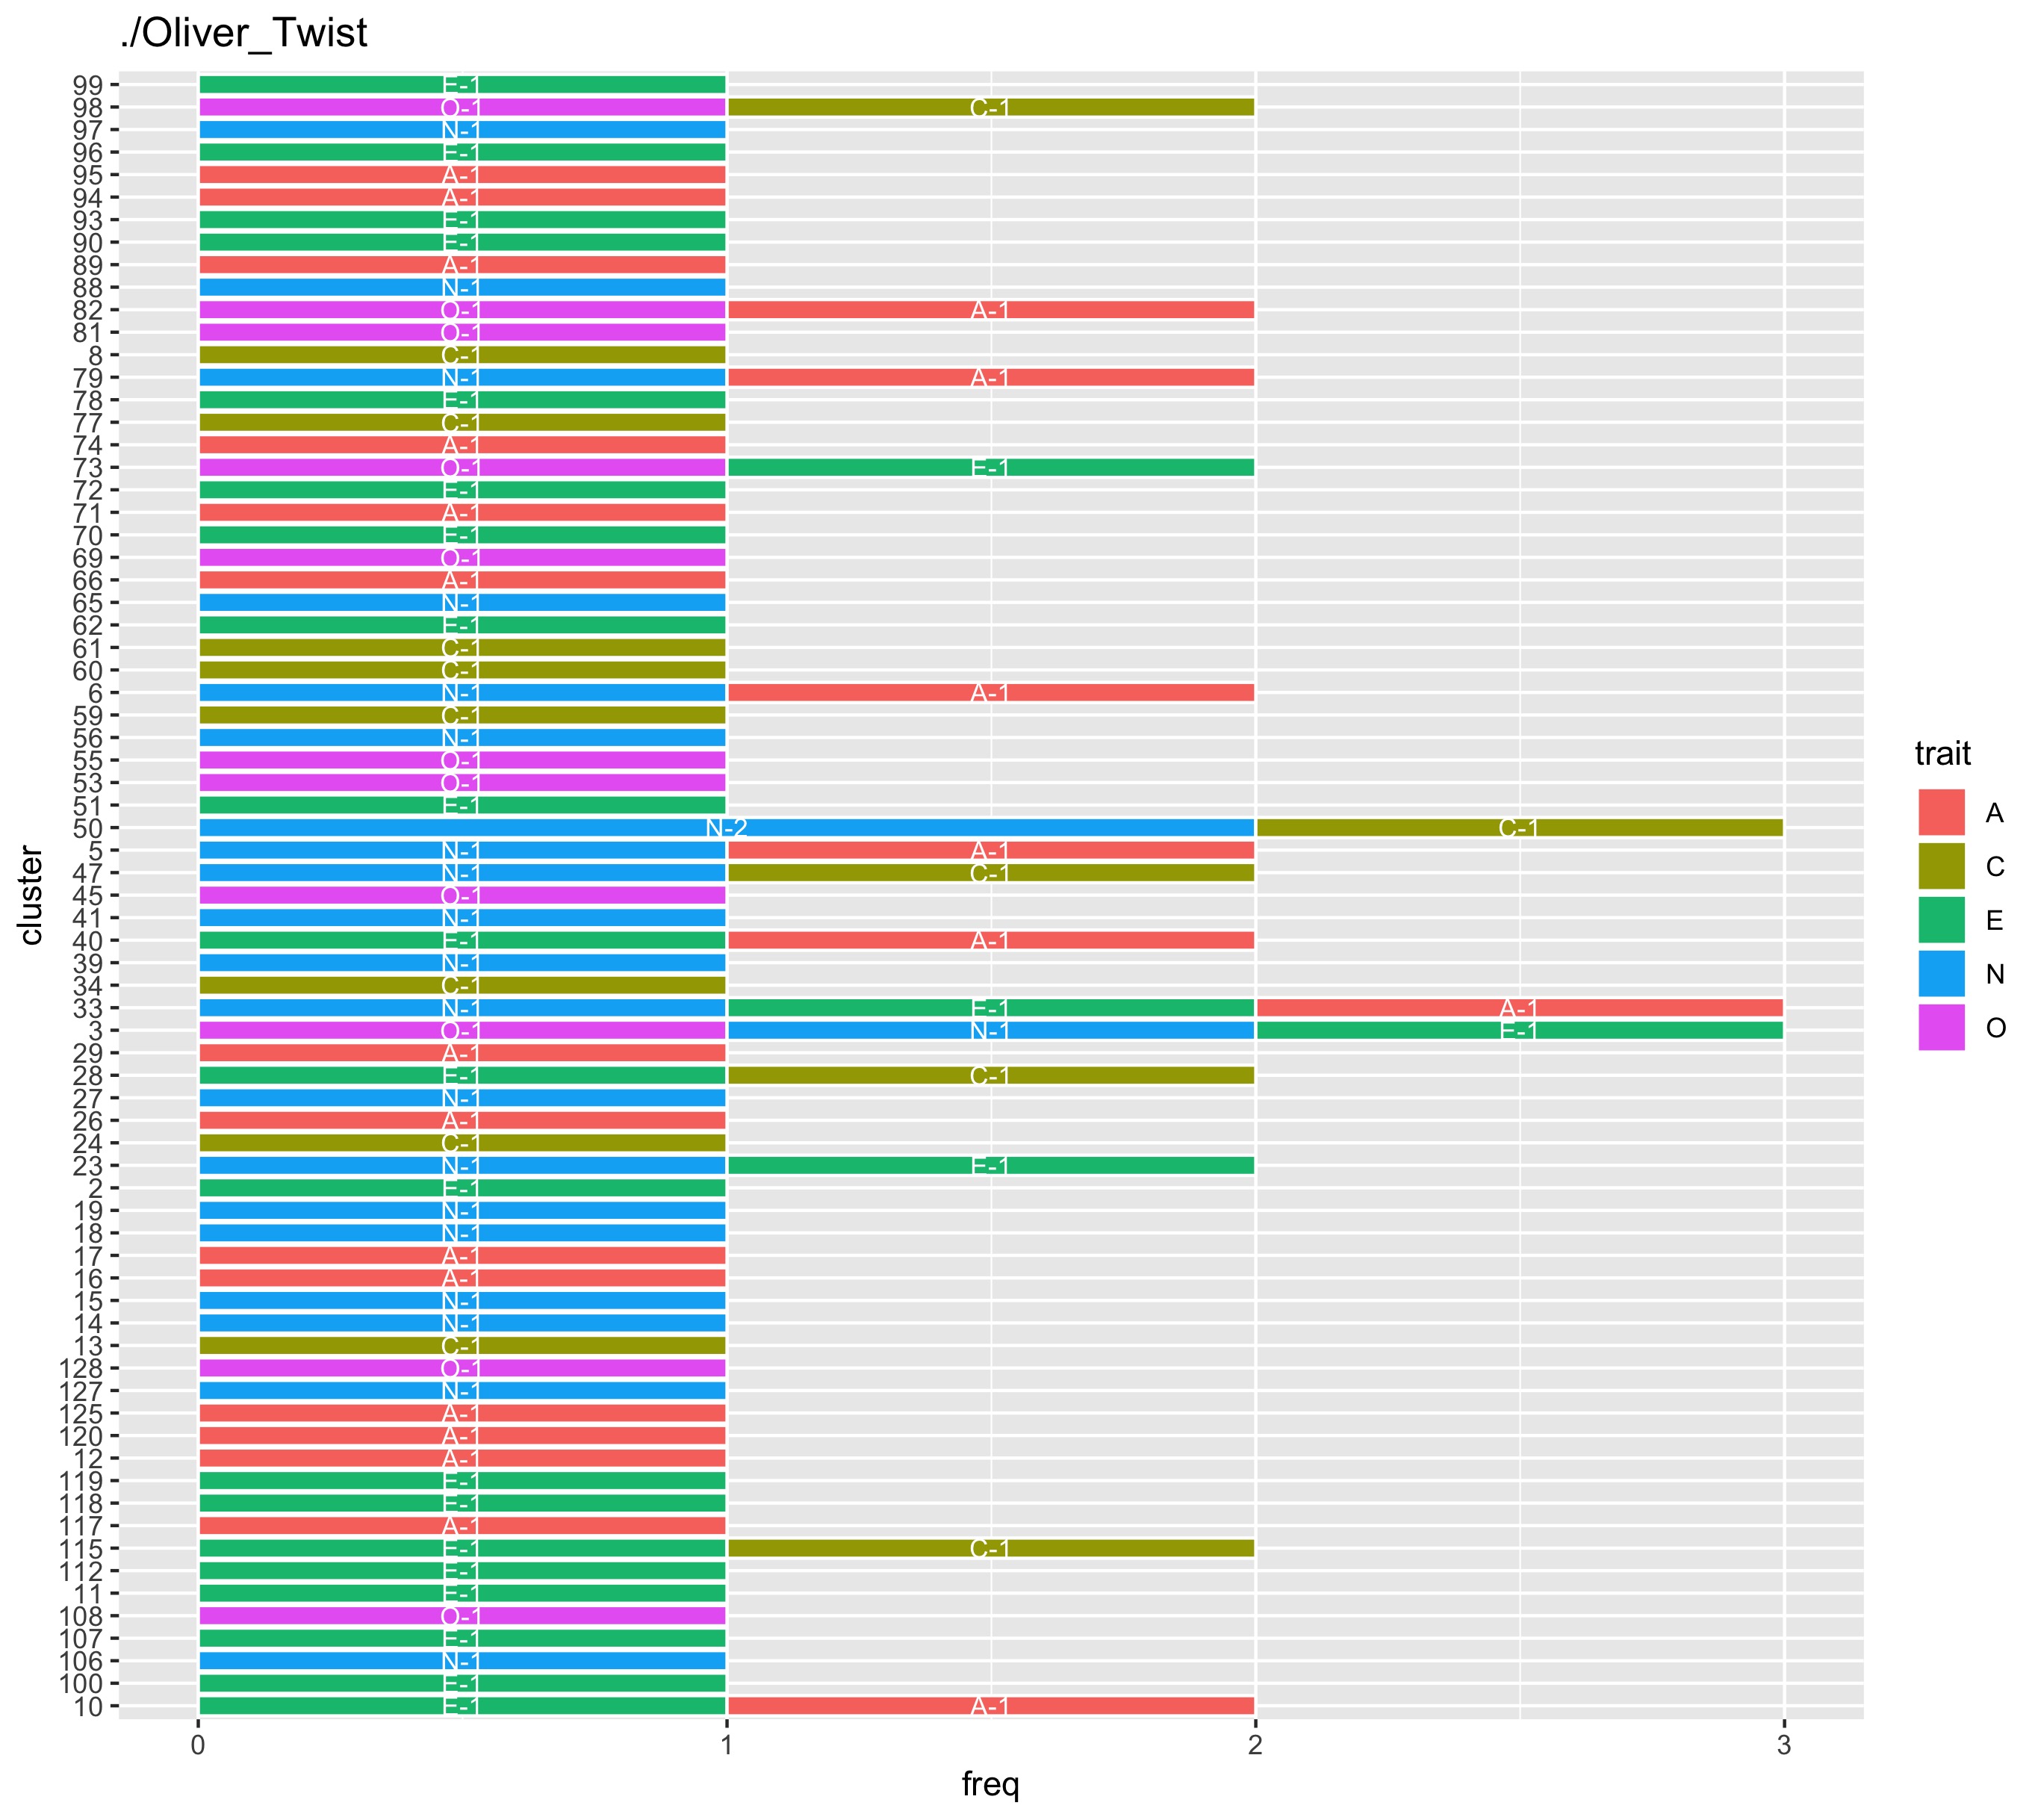 ./Oliver_Twist
99 E-1
98 O-1 C-1
97 N-1
96 E-1
95 A-1
94 A-1
93 E-1
90 E-1
89 A-1
88 N-1
82 O-1 A-1
81 O-1
8 C-1
79 N-1 A-1
78 E-1
77 C-1
74 A-1
73 O-1 E-1
72 E-1
71 A-1
70 E-1
69 O-1
66 A-1
65 N-1
62 E-1
61 C-1
60 C-1
6 N-1 A-1
59 C-1
56 N-1
55 O-1
53 O-1
51 E-1
50 N-2 C-1
5 N-1 A-1
47 N-1 C-1
45 O-1
41 N-1
40 E-1 A-1
39 N-1
34 C-1
33 N-1 E-1 A-1
3 O-1 N-1 E-1
29 A-1
28 E-1 C-1
27 N-1
26 A-1
24 C-1
23 N-1 E-1
2 E-1
19 N-1
18 N-1
17 A-1
16 A-1
15 N-1
14 N-1
13 C-1
128 O-1
127 N-1
125 A-1
120 A-1
12 A-1
119 E-1
118 E-1
117 A-1
115 E-1 C-1
112 E-1
11 E-1
108 O-1
107 E-1
106 N-1
100 E-1
10 E-1 A-1
0 1 2 3
freq
cluster
trait
A
C
E
N
O